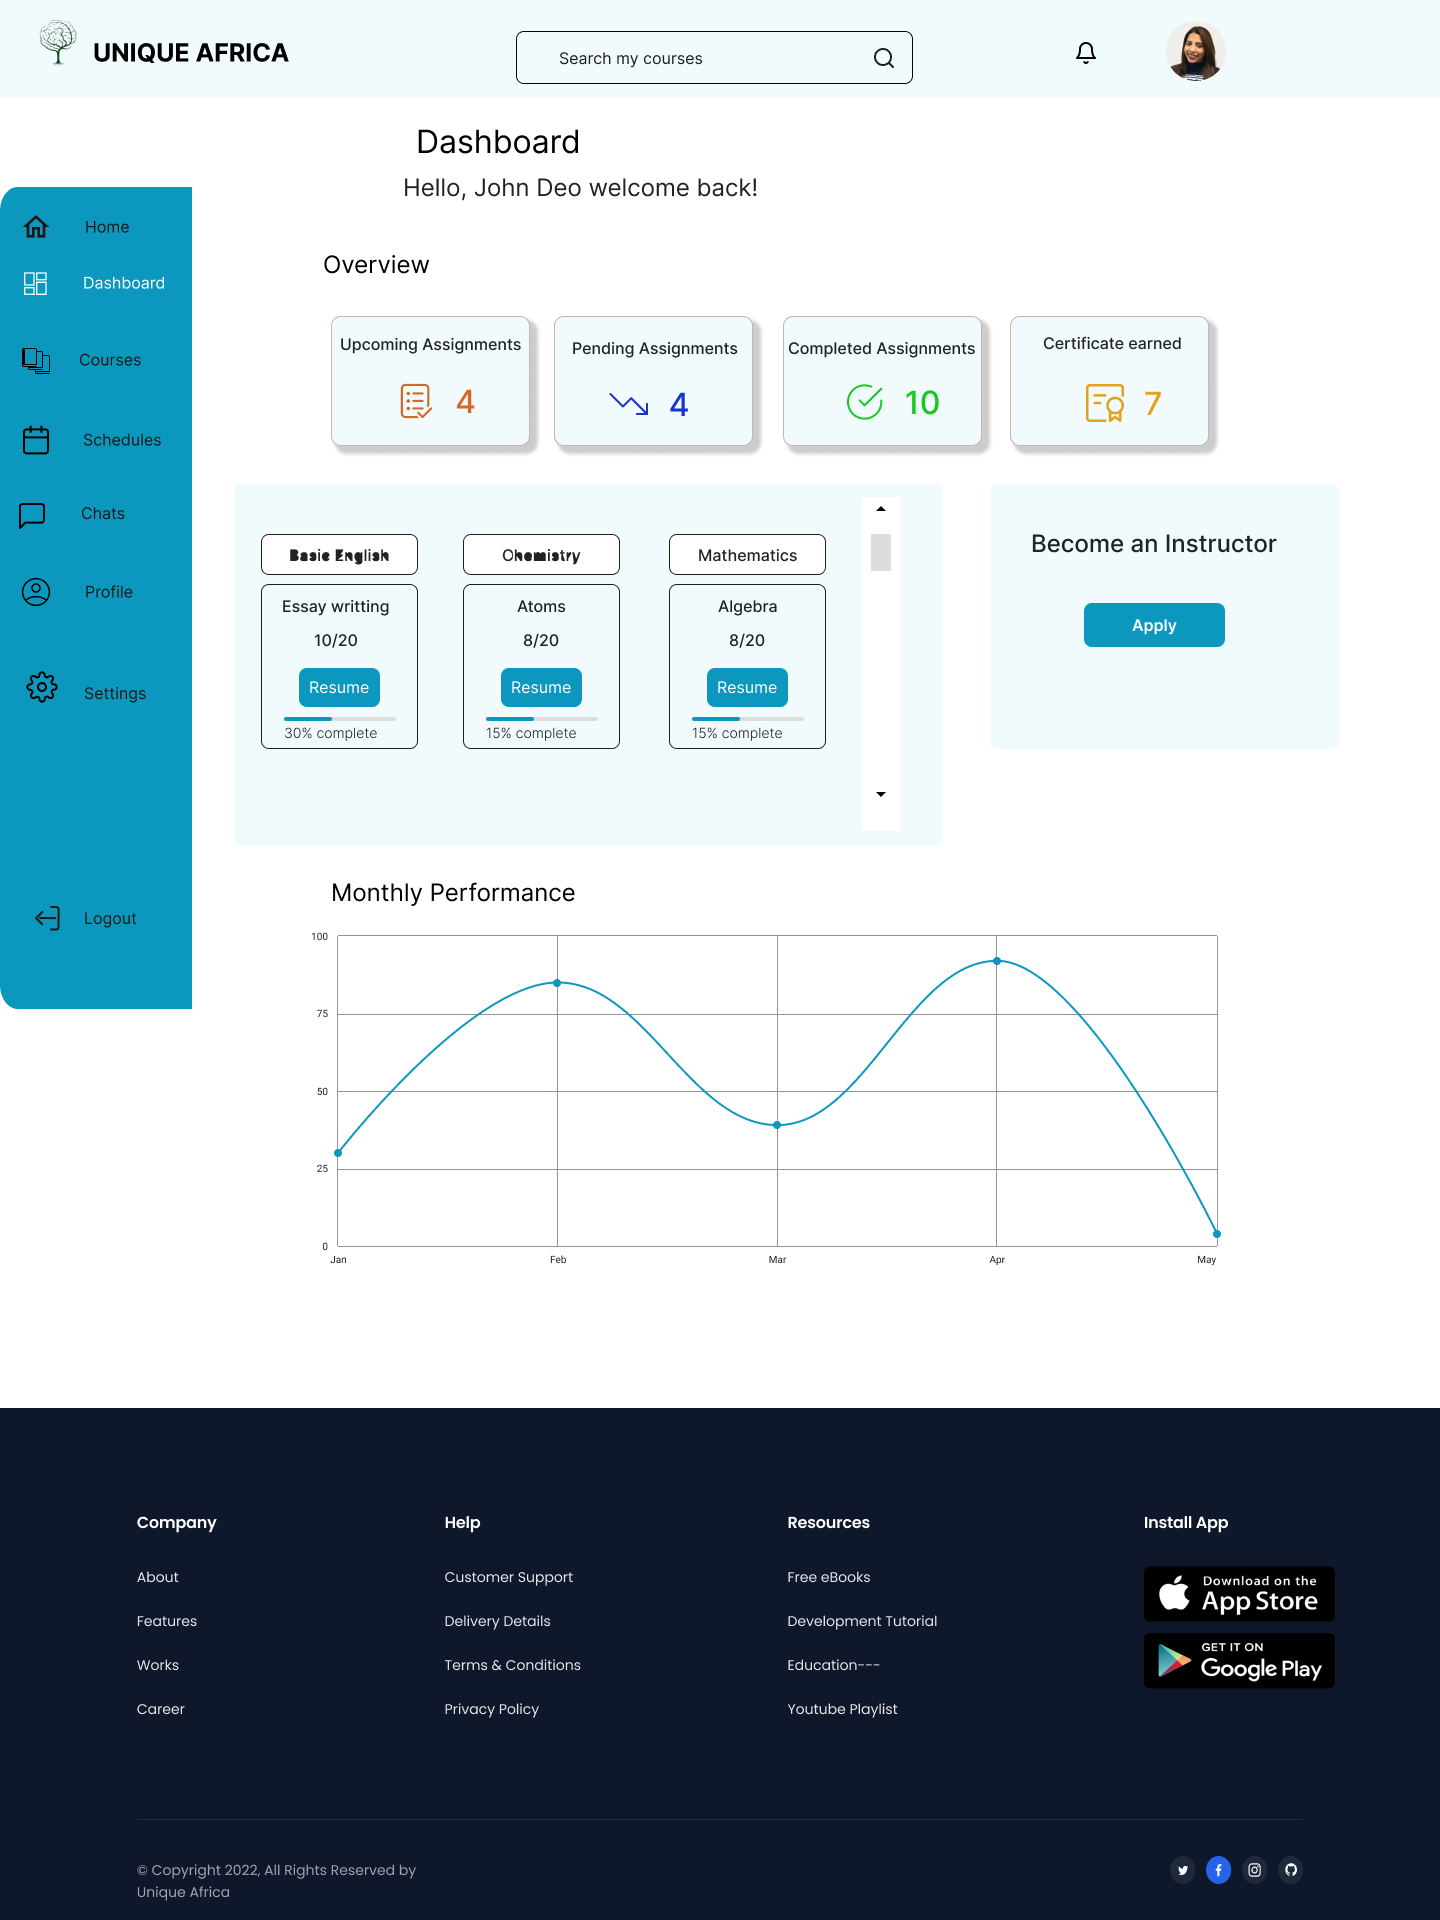 UNIQUE AFRICA
Search my courses
Dashboard
Hello, John Deo welcome back!
Home
Dashboard
Courses
Schedules
Chats
Profile
Settings
Logout
Overview
Upcoming Assignments
4
Pending Assignments
4
Completed Assignments
10
Certificate earned
7
Basic English
Essay writting
10/20
Resume
30% complete
Chemistry
Atoms
8/20
Resume
15% complete
Mathematics
Algebra
8/20
Resume
15% complete
Become an Instructor
Apply
Monthly Performance
100
75
50
25
0
Jan
Feb
Mar
Apr
May
Company
About
Features
Works
Career
Help
Customer Support
Delivery Details
Terms & Conditions
Privacy Policy
Resources
Free eBooks
Development Tutorial
Education---
Youtube Playlist
Install App
Download on the
App Store
GET IT ON
Google Play
© Copyright 2022, All Rights Reserved by
Unique Africa